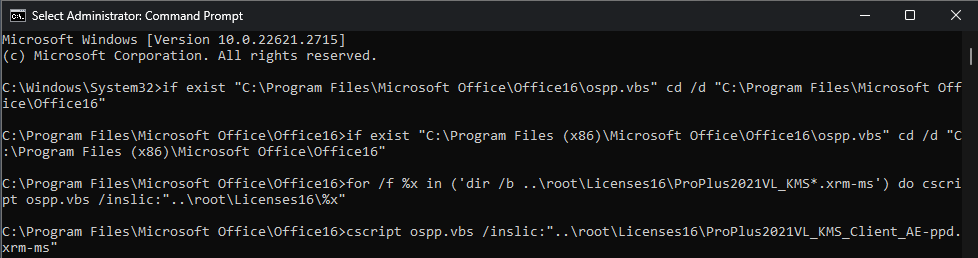 Select Administrator: Command Prompt
Microsoft Windows [Version 10.0.22621.2715]
(c) Microsoft Corporation. All rights reserved.
C:\Windows\System32>if exist "C:\Program Files\Microsoft Office\Office16\ospp.vbs" cd /d "C:\Program Files\Microsoft Off
ice\Office16"
C:\Program Files\Microsoft Office\Office16>if exist "C:\Program Files (x86)\Microsoft Office\Office16\ospp.vbs" cd /d "C
:\Program Files (x86)\Microsoft Office\Office16"
C:\Program Files\Microsoft Office\Office16>for /f %x in ('dir /b ..\root\Licenses16\ProPlus2021VL_KMS*.xrm-ms') do cscri
pt ospp.vbs /inslic:"..\root\Licenses16\%x"
C:\Program Files\Microsoft Office\Office16>cscript ospp.vbs /inslic:"..\root\Licenses16\ProPlus2021VL_KMS_Client_AE-ppd.
xrm-ms"